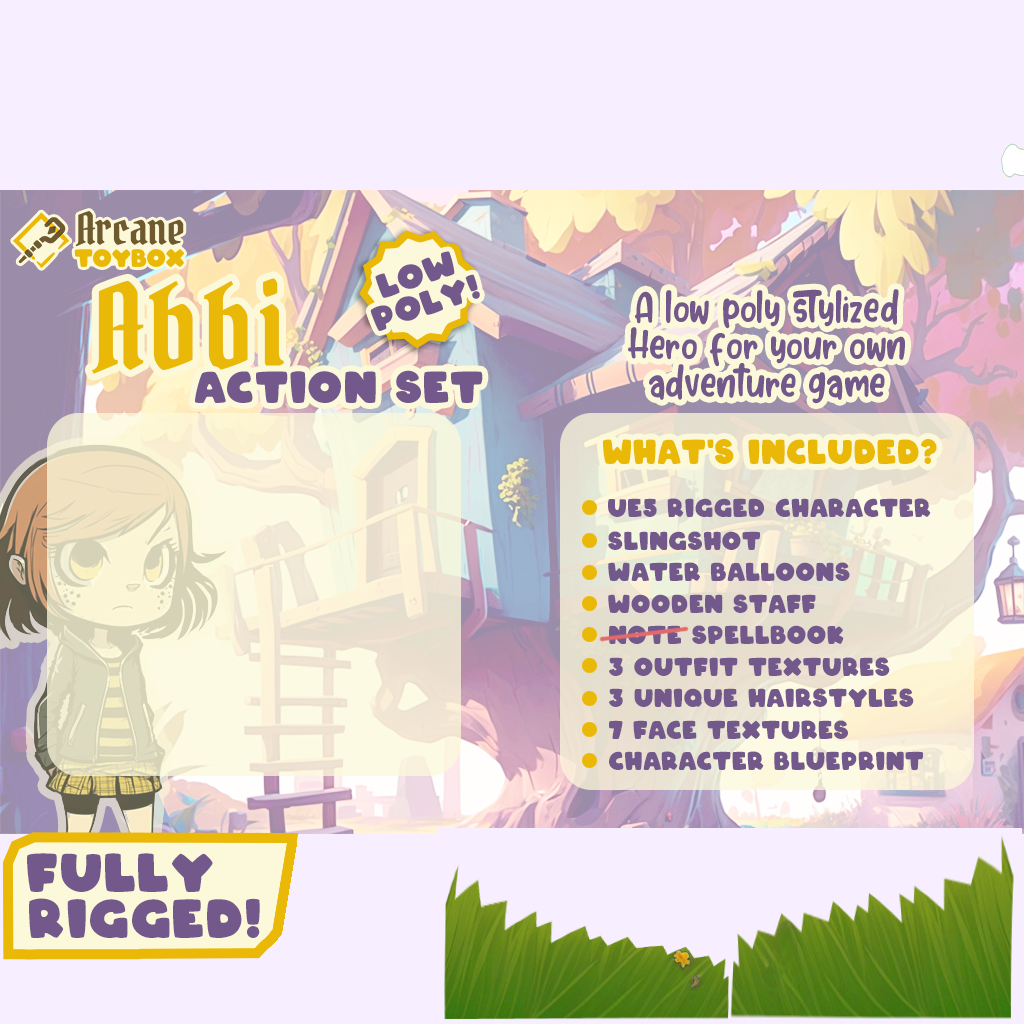 Arcane
TOYBOX
Abbi
ACTION SET
LOW
POLY!
A low poly stylized
Hero for your own
adventure game
WHAT'S INCLUDED?
UE5 RIGGED CHARACTER
SLINGSHOT
WATER BALLOONS
WOODEN STAFF
NOTE SPELLBOOK
3 OUTFIT TEXTURES
3 UNIQUE HAIRSTYLES
7 FACE TEXTURES
CHARACTER BLUEPRINT
FULLY
RIGGED!